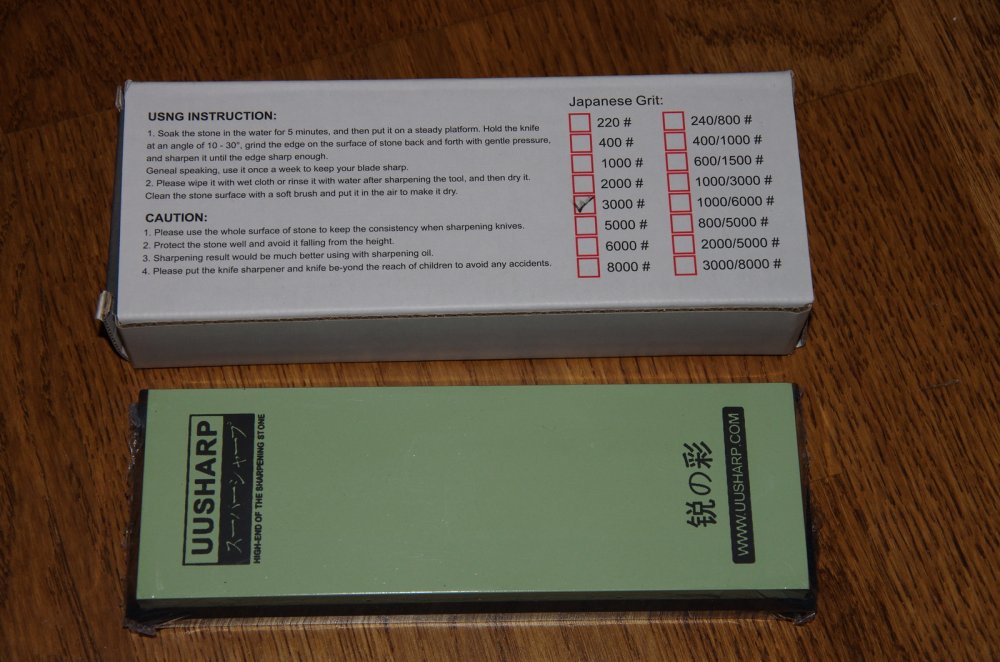 USNG INSTRUCTION:
1. Soak the stone in the water for 5 minutes, and then put it on a steady platform. Hold the knife
at an angle of 10 - 30°, grind the edge on the surface of stone back and forth with gentle pressure,
and sharpen it until the edge sharp enough.
Geneal speaking, use it once a week to keep your blade sharp.
2. Please wipe it with wet cloth or rinse it with water after sharpening the tool, and then dry it.
Clean the stone surface with a soft brush and put it in the air to make it dry.
CAUTION:
1. Please use the whole surface of stone to keep the consistency when sharpening knives.
2. Protect the stone well and avoid it falling from the height.
3. Sharpening result would be much better using with sharpening oil.
4. Please put the knife sharpener and knife be-yond the reach of children to avoid any accidents.
Japanese Grit:
220 #
400 #
1000 #
2000 #
3000 #
5000 #
6000 #
8000 #
240/800 #
400/1000 #
600/1500 #
1000/3000 #
1000/6000 #
800/5000 #
2000/5000 #
3000/8000 #
UUSHARP
スーパーシャープ
HIGH-END OF THE SHARPENING STONE
锐の彩
WWW.UUSHARP.COM